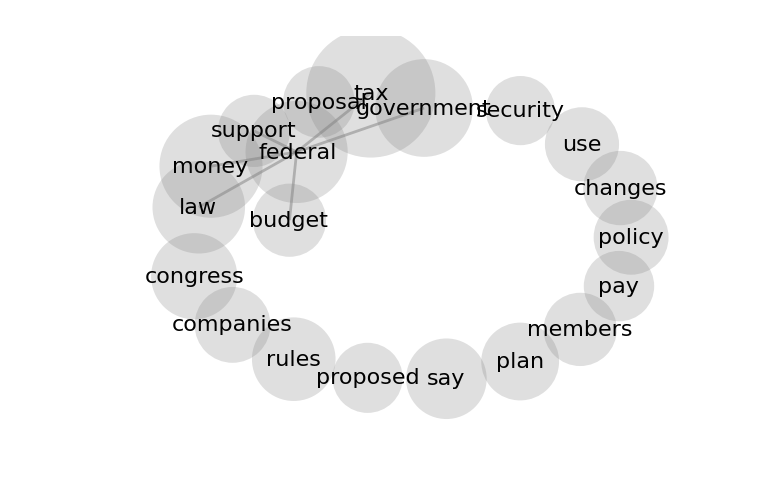 tax
proposal
government
security
support
use
federal
money
changes
law
budget
policy
congress
pay
companies
members
rules
plan
proposed
say